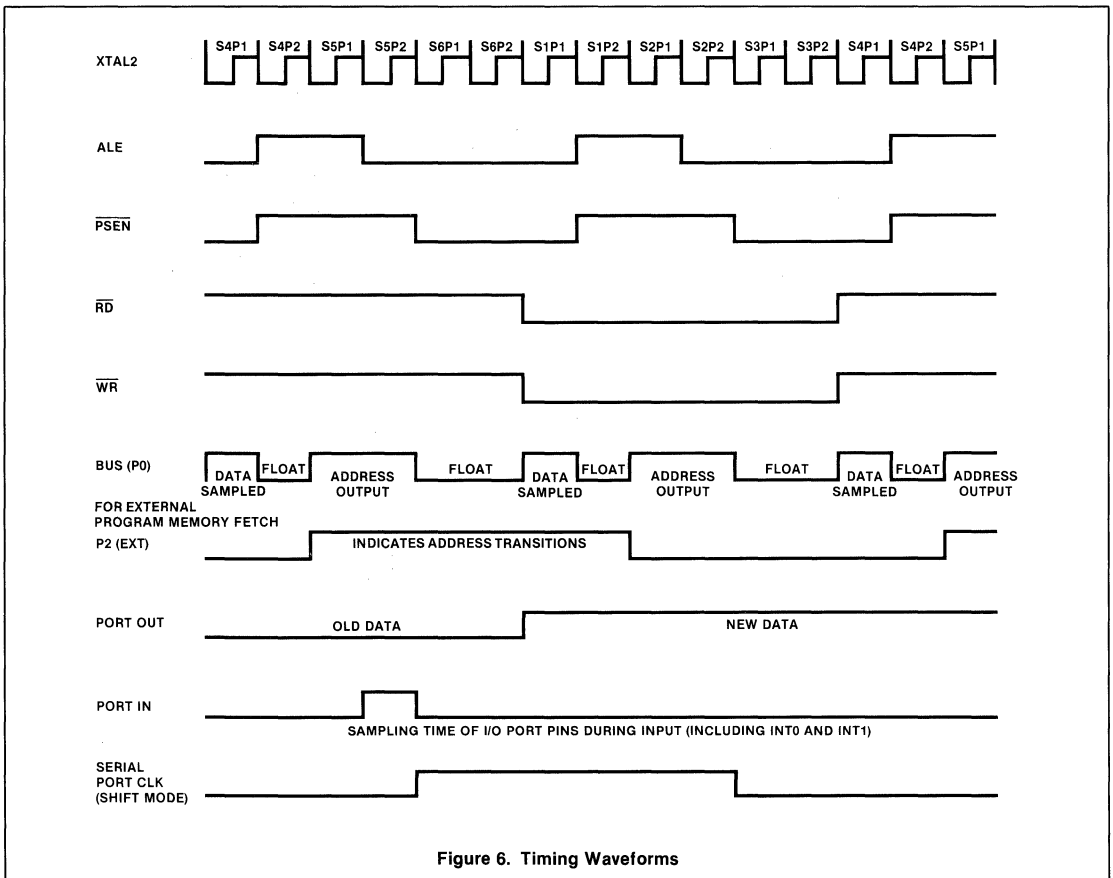 S4P1 S4P2 S5P1 S5P2 S6P1 S6P2 S1P1 S1P2 S2P1 S2P2 S3P1 S3P2 S4P1 S4P2 S5P1
XTAL2
ALE
PSEN
RD
WR
BUS (P0)
DATA SAMPLED FLOAT ADDRESS OUTPUT FLOAT DATA SAMPLED FLOAT ADDRESS OUTPUT FLOAT DATA SAMPLED FLOAT ADDRESS OUTPUT
FOR EXTERNAL
PROGRAM MEMORY FETCH
P2 (EXT) INDICATES ADDRESS TRANSITIONS
PORT OUT OLD DATA NEW DATA
PORT IN
SAMPLING TIME OF I/O PORT PINS DURING INPUT (INCLUDING INT0 AND INT1)
SERIAL
PORT CLK
(SHIFT MODE)
Figure 6. Timing Waveforms